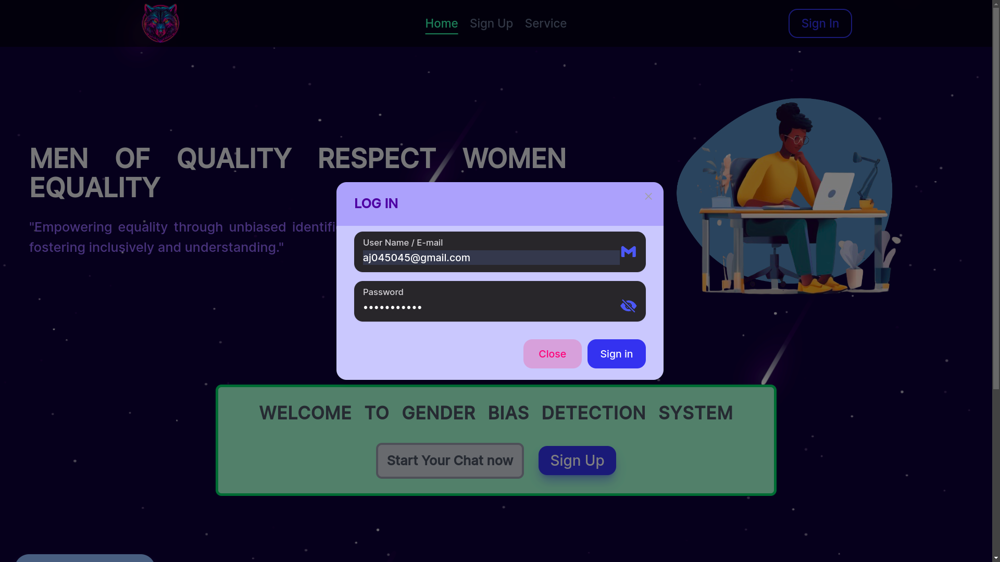 Home Sign Up Service Sign In
MEN OF QUALITY RESPECT WOMEN
EQUALITY
"Empowering equality through unbiased
fostering inclusively and understanding."
LOG IN
User Name / E-mail
aj045045@gmail.com
Password
•••••••••••
Close Sign in
WELCOME TO GENDER BIAS DETECTION SYSTEM
Start Your Chat now Sign Up